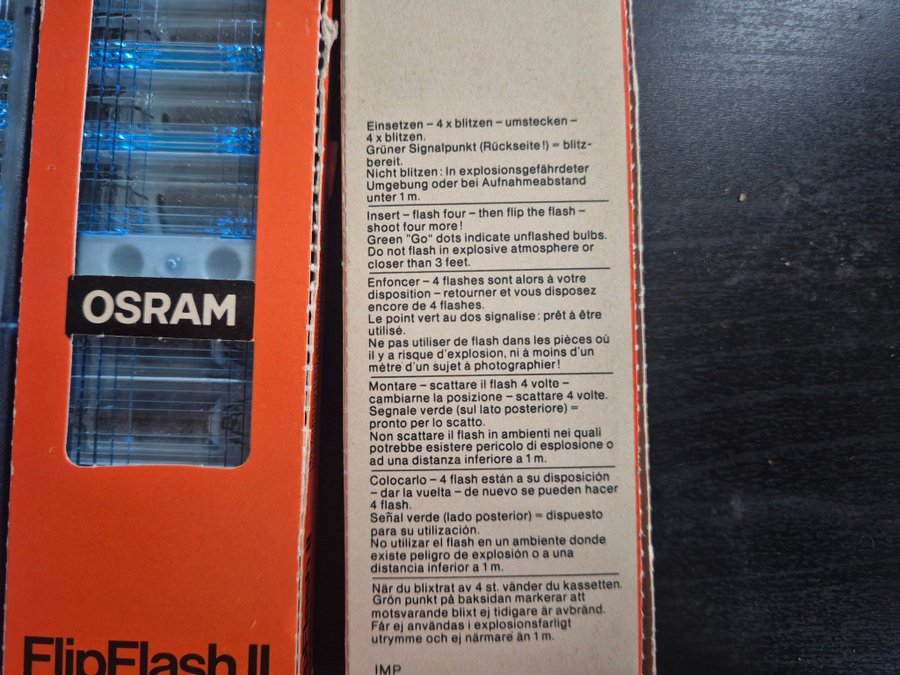 OSRAM
FlipFlash II
Einsetzen – 4 x blitzen – umstecken –
4 x blitzen.
Grüner Signalpunkt (Rückseite!) = blitz-
bereit.
Nicht blitzen: In explosionsgefährdeter
Umgebung oder bei Aufnahmeabstand
unter 1 m.
Insert – flash four – then flip the flash –
shoot four more!
Green "Go" dots indicate unflashed bulbs.
Do not flash in explosive atmosphere or
closer than 3 feet.
Enfoncer – 4 flashes sont alors à votre
disposition – retourner et vous disposez
encore de 4 flashes.
Le point vert au dos signalise: prêt à être
utilisé.
Ne pas utiliser de flash dans les pièces où
il y a risque d'explosion, ni à moins d'un
mètre d'un sujet à photographier!
Montare – scattare il flash 4 volte –
cambiarne la posizione – scattare 4 volte.
Segnale verde (sul lato posteriore) =
pronto per lo scatto.
Non scattare il flash in ambienti nei quali
potrebbe esistere pericolo di esplosione o
ad una distanza inferiore a 1 m.
Colocarlo – 4 flash están a su disposición
– dar la vuelta – de nuevo se pueden hacer
4 flash.
Señal verde (lado posterior) = dispuesto
para su utilización.
No utilizar el flash en un ambiente donde
existe peligro de explosión o a una
distancia inferior a 1 m.
När du blixtrat av 4 st. vänder du kassetten.
Grön punkt på baksidan markerar att
motsvarande blixt ej tidigare är avbränd.
Får ej användas i explosionsfarligt
utrymme och ej närmare än 1 m.
IMP